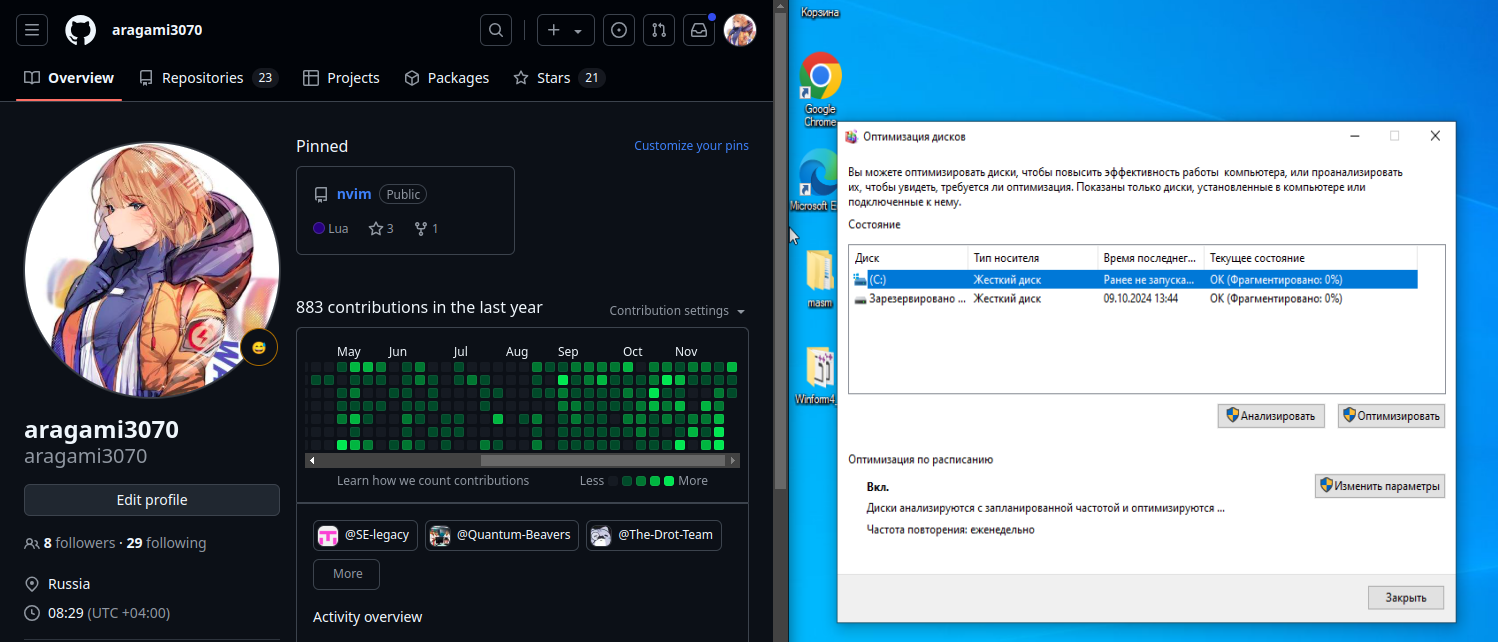 aragami3070
Overview
Repositories 23
Projects
Packages
Stars 21
Pinned
Customize your pins
nvim Public
Lua 3 1
883 contributions in the last year
Contribution settings
May Jun Jul Aug Sep Oct Nov
Learn how we count contributions
Less More
aragami3070
aragami3070
Edit profile
8 followers · 29 following
Russia
08:29 (UTC +04:00)
@SE-legacy
@Quantum-Beavers
@The-Drot-Team
More
Activity overview
Корзина
Google
Chrome
Microsoft E
masm
Winform4_
Оптимизация дисков
Вы можете оптимизировать диски, чтобы повысить эффективность работы компьютера, или проанализировать
их, чтобы увидеть, требуется ли оптимизация. Показаны только диски, установленные в компьютере или
подключенные к нему.
Состояние
Диск Тип носителя Время последнег... Текущее состояние
(C:) Жесткий диск Ранее не запуска... ОК (Фрагментировано: 0%)
Зарезервировано ... Жесткий диск 09.10.2024 13:44 ОК (Фрагментировано: 0%)
Анализировать
Оптимизировать
Оптимизация по расписанию
Вкл.
Изменить параметры
Диски анализируются с запланированной частотой и оптимизируются ...
Частота повторения: еженедельно
Закрыть